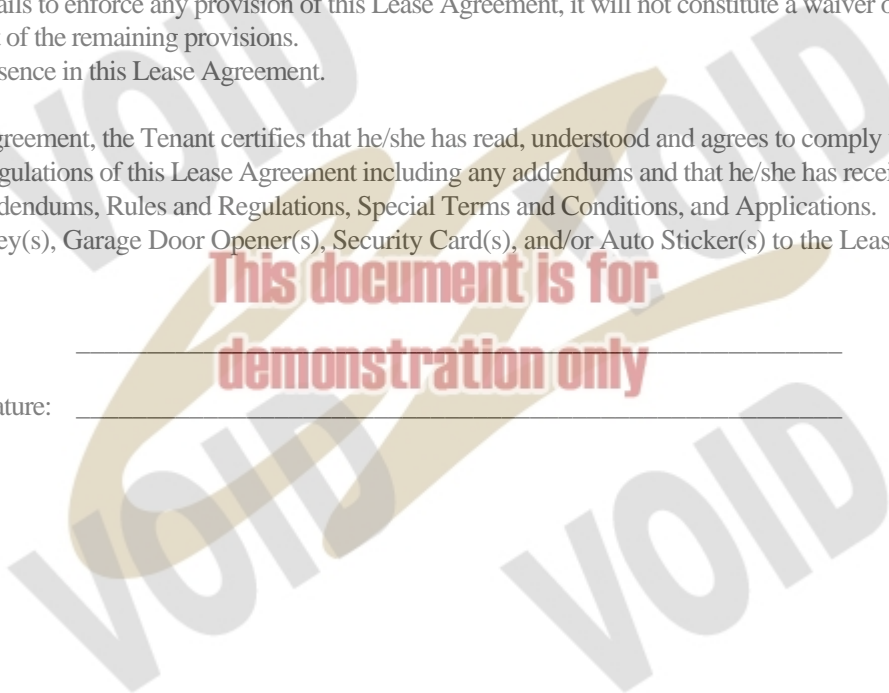 ails to enforce any provision of this Lease Agreement, it will not constitute a waiver o
t of the remaining provisions.
sence in this Lease Agreement.
greement, the Tenant certifies that he/she has read, understood and agrees to comply
gulations of this Lease Agreement including any addendums and that he/she has recei
dendums, Rules and Regulations, Special Terms and Conditions, and Applications.
ey(s), Garage Door Opener(s), Security Card(s), and/or Auto Sticker(s) to the Leas
This document is for
demonstration only
ature:
VOID
VOID
VOID
VOID